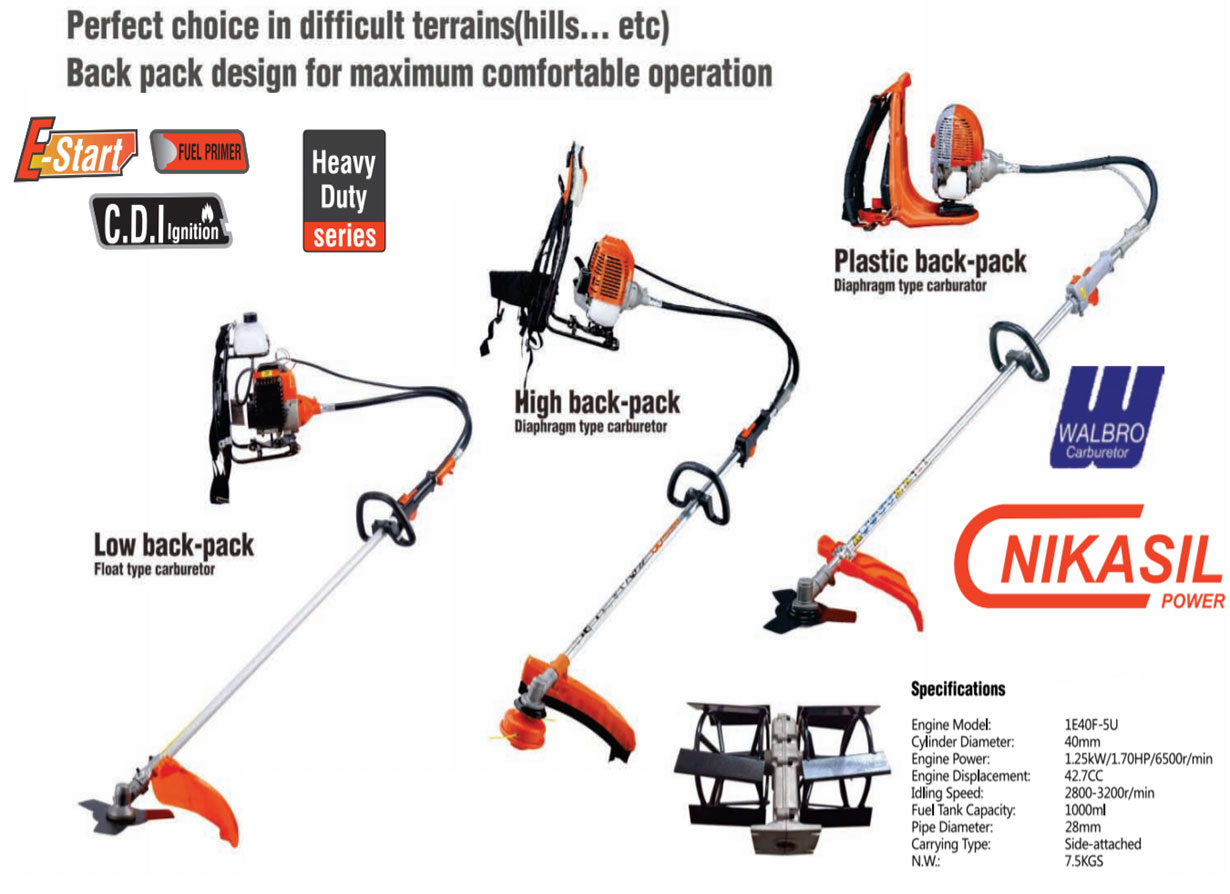 Perfect choice in difficult terrains(hills... etc)
Back pack design for maximum comfortable operation
E-Start
FUEL PRIMER
C.D.I Ignition
Heavy
Duty
series
Plastic back-pack
Diaphragm type carburator
High back-pack
Diaphragm type carburetor
Low back-pack
Float type carburetor
WALBRO
Carburetor
NIKASIL
POWER
Specifications
Engine Model: 1E40F-5U
Cylinder Diameter: 40mm
Engine Power: 1.25kW/1.70HP/6500r/min
Engine Displacement: 42.7CC
Idling Speed: 2800-3200r/min
Fuel Tank Capacity: 1000ml
Pipe Diameter: 28mm
Carrying Type: Side-attached
N.W.: 7.5KGS